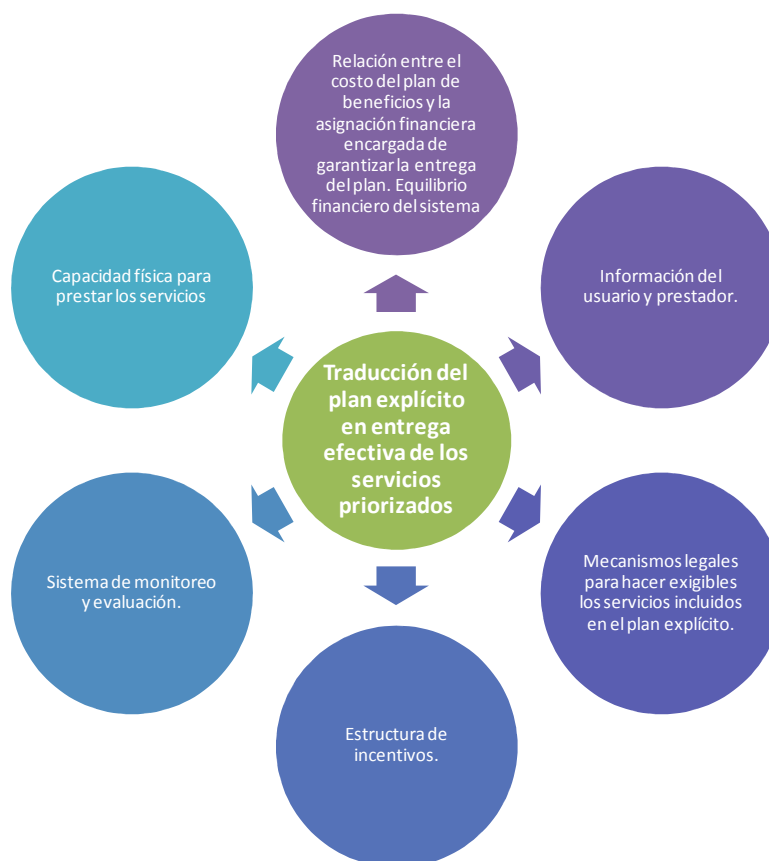 Relación entre el
costo del plan de
beneficios y la
asignación financiera
encargada de
garantizar la entrega
del plan. Equilibrio
financiero del sistema
Capacidad física para
prestar los servicios
Información del
usuario y prestador.
Traducción del
plan explícito
en entrega
efectiva de los
servicios
priorizados
Sistema de monitoreo
y evaluación.
Mecanismos legales
para hacer exigibles
los servicios incluidos
en el plan explícito.
Estructura de
incentivos.